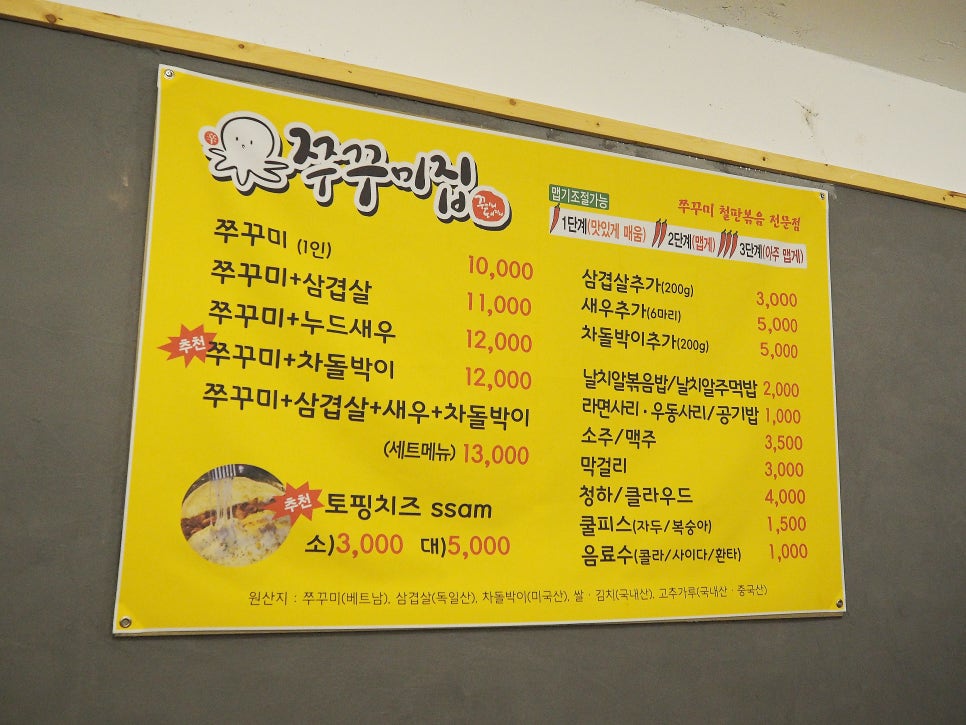 쭈꾸미집
쭈꾸미 (1인) 10,000
쭈꾸미+삼겹살 11,000
쭈꾸미+누드새우 12,000
추천 쭈꾸미+차돌박이 12,000
쭈꾸미+삼겹살+새우+차돌박이
(세트메뉴) 13,000
추천 토핑치즈 ssam
소)3,000 대)5,000
맵기조절가능
쭈꾸미 철판볶음 전문점
1단계(맛있게 매움) 2단계(맵게) 3단계(아주 맵게)
삼겹살추가(200g) 3,000
새우추가(6마리) 5,000
차돌박이추가(200g) 5,000
날치알볶음밥/날치알주먹밥 2,000
라면사리·우동사리/공기밥 1,000
소주/맥주 3,500
막걸리 3,000
청하/클라우드 4,000
쿨피스(자두/복숭아) 1,500
음료수(콜라/사이다/환타) 1,000
원산지 : 쭈꾸미(베트남), 삼겹살(독일산), 차돌박이(미국산), 쌀·김치(국내산), 고추가루(국내산·중국산)